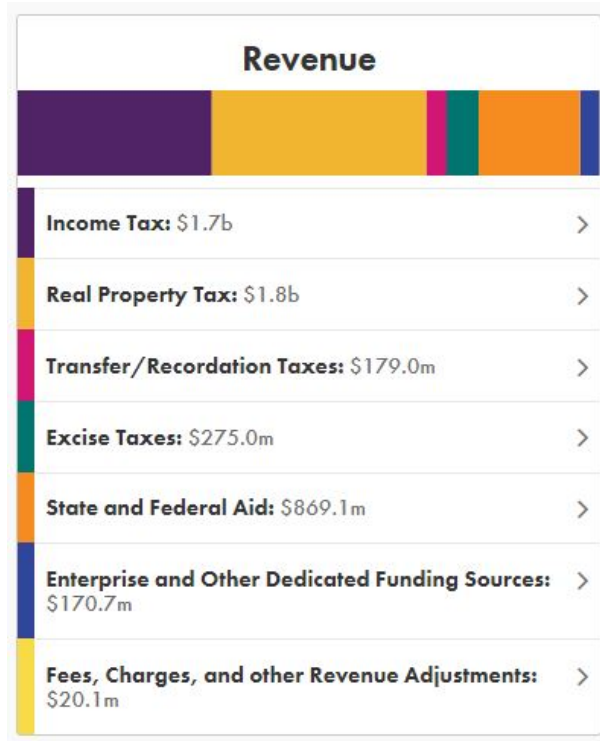 Revenue
Income Tax: $1.7b
Real Property Tax: $1.8b
Transfer/Recordation Taxes: $179.0m
Excise Taxes: $275.0m
State and Federal Aid: $869.1m
Enterprise and Other Dedicated Funding Sources:
$170.7m
Fees, Charges, and other Revenue Adjustments:
$20.1m